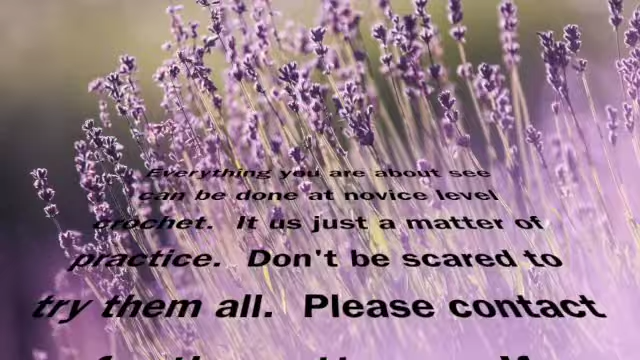 Everything you are about see
can be done at novice level
crochet. It us just a matter of
practice. Don't be scared to
try them all. Please contact